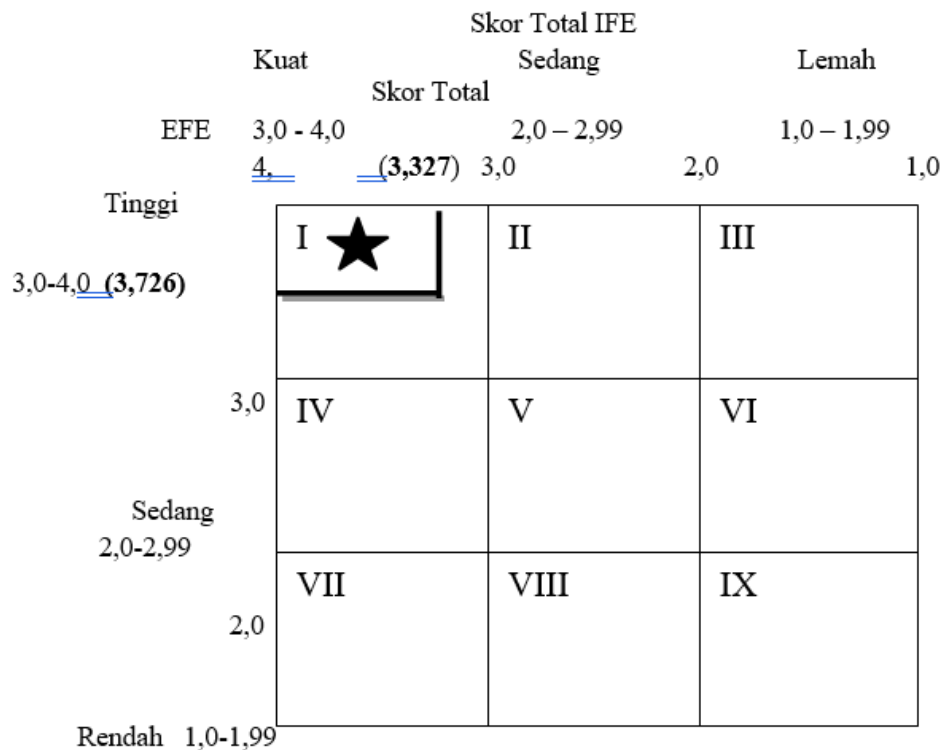 Skor Total IFE
Kuat Sedang Lemah
Skor Total
EFE 3,0 - 4,0 2,0 – 2,99 1,0 – 1,99
4, (3,327) 3,0 2,0 1,0
Tinggi
I II III
3,0-4,0 (3,726)
3,0 IV V VI
Sedang
2,0-2,99
VII VIII IX
2,0
Rendah 1,0-1,99